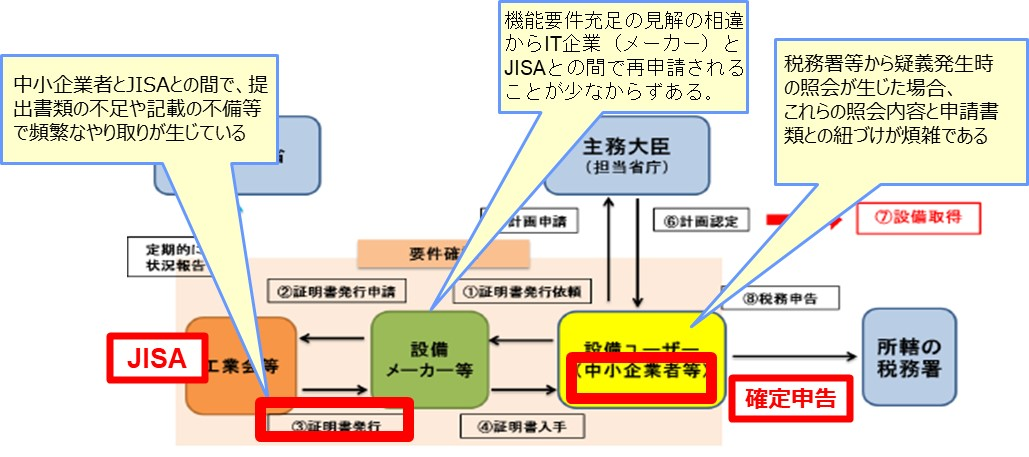 機能要件充足の見解の相違
からIT企業（メーカー）と
JISAとの間で再申請される
ことが少なからずある。
中小企業者とJISAとの間で、提
出書類の不足や記載の不備等
で頻繁なやり取りが生じている
税務署等から疑義発生時
の照会が生じた場合、
これらの照会内容と申請書
類との紐づけが煩雑である
省
主務大臣
（担当省庁）
計画申請
⑥計画認定
⑦設備取得
定期的に
状況報告
要件確
②証明書発行申請
①証明書発行依頼
⑧税務申告
JISA
工業会等
設備
メーカー等
設備ユーザー
（中小企業者等）
所轄の
税務署
確定申告
③証明書発行
④証明書入手